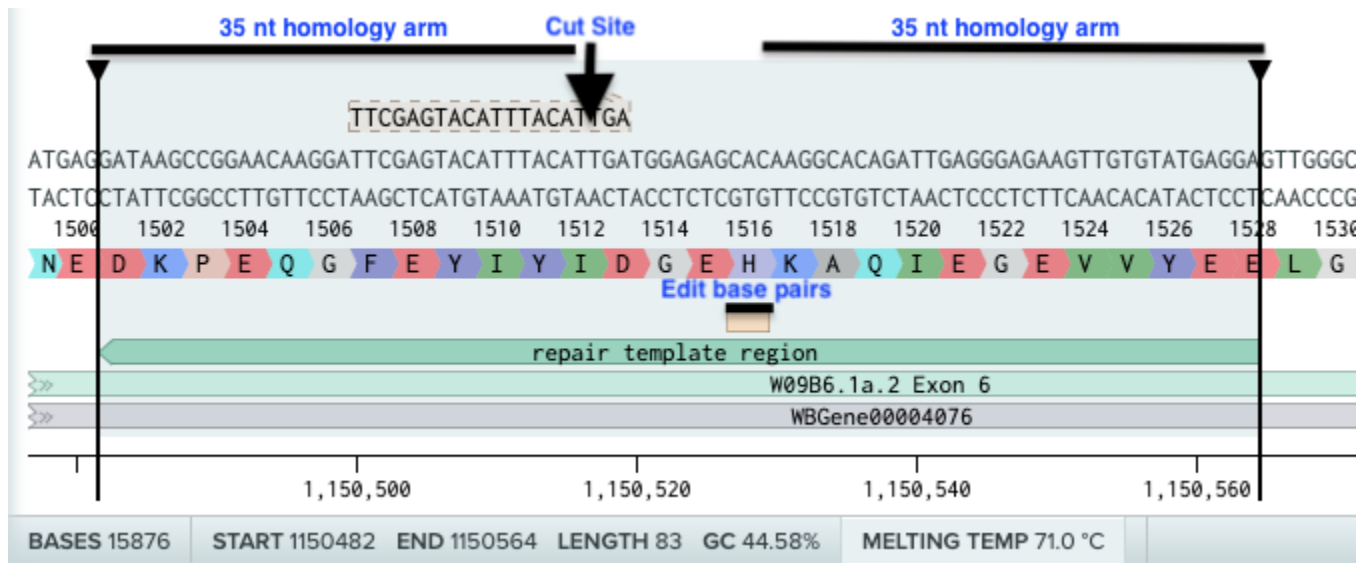 35 nt homology arm Cut Site 35 nt homology arm
TTCGAGTACATTTACATTGA
ATGAGGATAAGCCGGAACAAGGATTCGAGTACATTTACATTGATGGAGAGCACAAGGCACAGATTGAGGGAGAAGTTGTGTATGAGGAGTTGGGC
TACTCCTATTCGGCCTTGTTCCTAAGCTCATGTAAATGTAACTACCTCTCGTGTTCCGTGTCTAACTCCCTCTTCAACACATACTCCTCAACCCG
1500 1502 1504 1506 1508 1510 1512 1514 1516 1518 1520 1522 1524 1526 1528 1530
N E D K P E Q G F E Y I Y I D G E H K A Q I E G E V V Y E E L G
Edit base pairs
repair template region
W09B6.1a.2 Exon 6
WBGene00004076
1,150,500 1,150,520 1,150,540 1,150,560
BASES 15876 START 1150482 END 1150564 LENGTH 83 GC 44.58% MELTING TEMP 71.0 °C